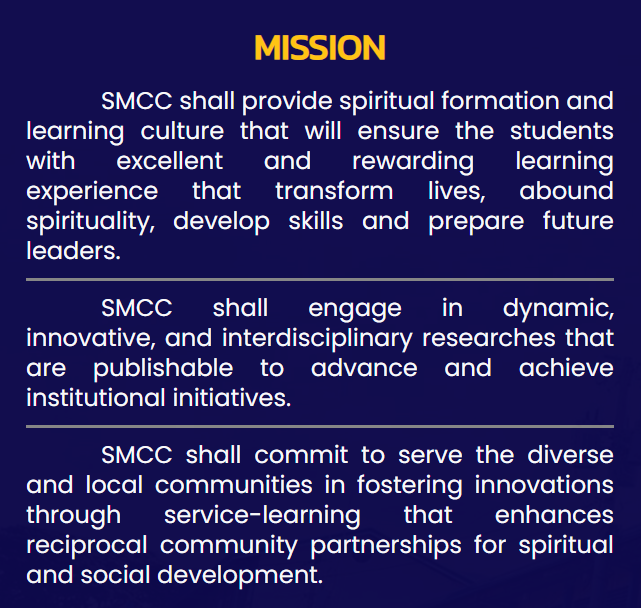 MISSION
SMCC shall provide spiritual formation and
learning culture that will ensure the students
with excellent and rewarding learning
experience that transform lives, abound
spirituality, develop skills and prepare future
leaders.
SMCC shall engage in dynamic,
innovative, and interdisciplinary researches that
are publishable to advance and achieve
institutional initiatives.
SMCC shall commit to serve the diverse
and local communities in fostering innovations
through service-learning that enhances
reciprocal community partnerships for spiritual
and social development.